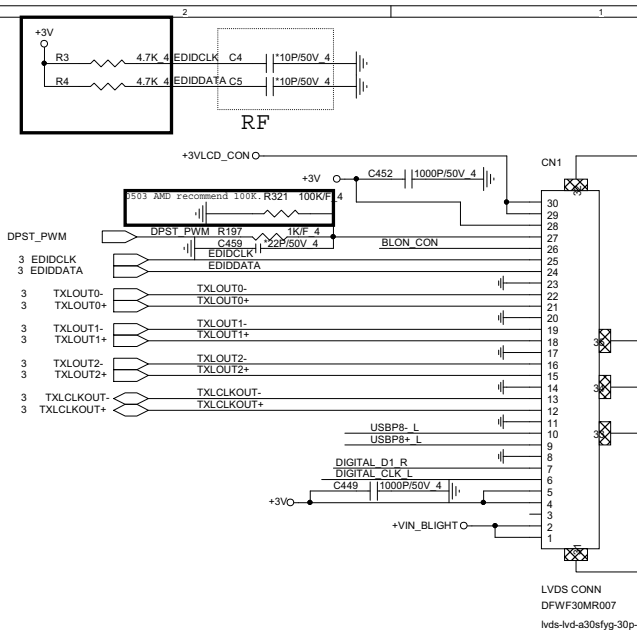 2
1
+3V
R3
4.7K_4
EDIDCLK
C4
*10P/50V_4
R4
4.7K_4
EDIDDATA
C5
*10P/50V_4
RF
+3VLCD_CON
CN1
+3V
C452
1000P/50V_4
0503 AMD recommend 100K.
R321
100K/F_4
DPST_PWM
DPST_PWM
R197
1K/F_4
C459
*22P/50V_4
BLON_CON
3 EDIDCLK
EDIDCLK
3 EDIDDATA
EDIDDATA
3 TXLOUT0-
TXLOUT0-
3 TXLOUT0+
TXLOUT0+
3 TXLOUT1-
TXLOUT1-
3 TXLOUT1+
TXLOUT1+
3 TXLOUT2-
TXLOUT2-
3 TXLOUT2+
TXLOUT2+
3 TXLCLKOUT-
TXLCLKOUT-
3 TXLCLKOUT+
TXLCLKOUT+
USBP8-_L
USBP8+_L
DIGITAL_D1_R
DIGITAL_CLK_L
C449
1000P/50V_4
+3V
+VIN_BLIGHT
30
29
28
27
26
25
24
23
22
21
20
19
18
17
16
15
14
13
12
11
10
9
8
7
6
5
4
3
2
1
LVDS CONN
DFWF30MR007
lvds-lvd-a30sfyg-30p-